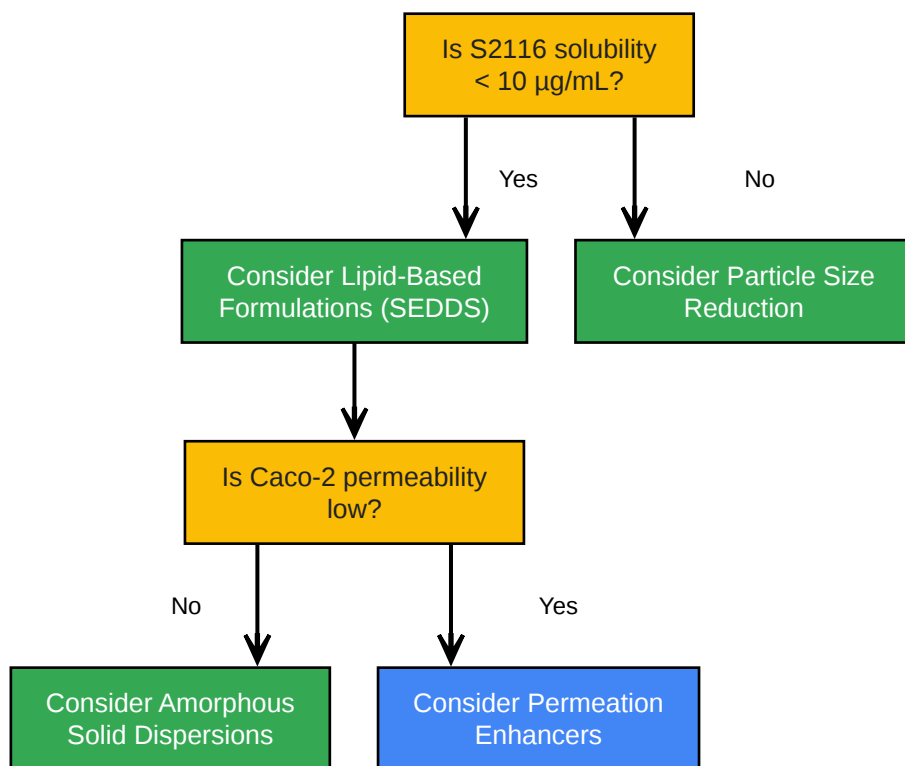 Is S2116 solubility
< 10 µg/mL?
Yes
No
Consider Lipid-Based
Formulations (SEDDS)
Consider Particle Size
Reduction
Is Caco-2 permeability
low?
No
Yes
Consider Amorphous
Solid Dispersions
Consider Permeation
Enhancers